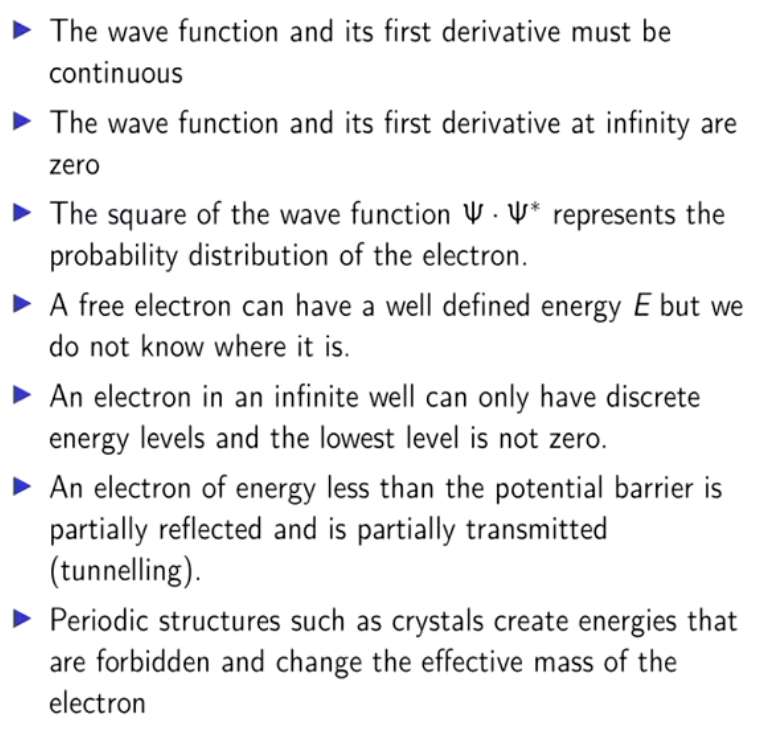 ▶ The wave function and its first derivative must be
continuous
▶ The wave function and its first derivative at infinity are
zero
▶ The square of the wave function Ψ · Ψ* represents the
probability distribution of the electron.
▶ A free electron can have a well defined energy E but we
do not know where it is.
▶ An electron in an infinite well can only have discrete
energy levels and the lowest level is not zero.
▶ An electron of energy less than the potential barrier is
partially reflected and is partially transmitted
(tunnelling).
▶ Periodic structures such as crystals create energies that
are forbidden and change the effective mass of the
electron